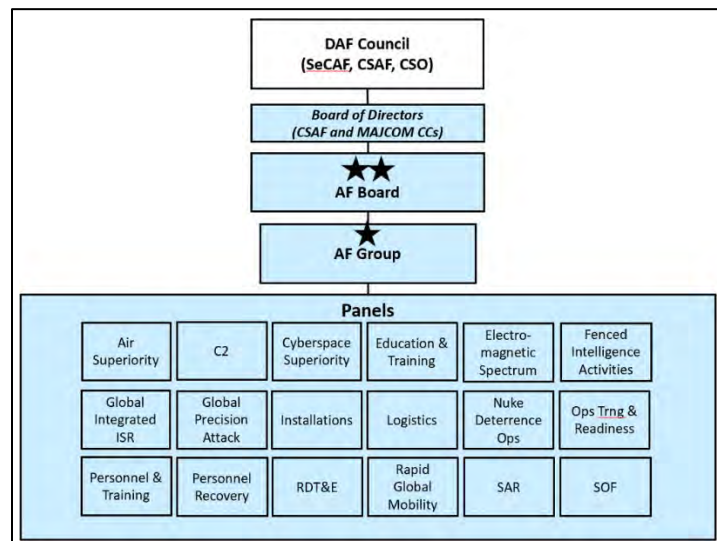 DAF Council
(SeCAF, CSAF, CSO)
Board of Directors
(CSAF and MAJCOM CCs)
AF Board
AF Group
Panels
Air
Superiority
C2
Cyberspace
Superiority
Education &
Training
Electro-
magnetic
Spectrum
Fenced
Intelligence
Activities
Global
Integrated
ISR
Global
Precision
Attack
Installations
Logistics
Nuke
Deterrence
Ops
Ops Trng &
Readiness
Personnel &
Training
Personnel
Recovery
RDT&E
Rapid
Global
Mobility
SAR
SOF